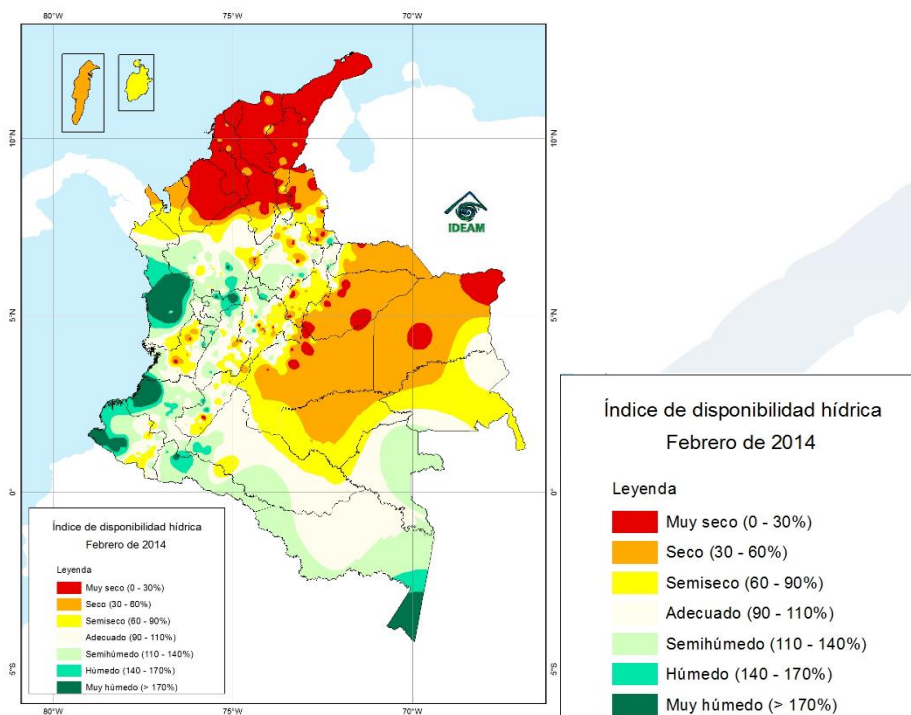 80°W
75°W
70°W
10°N
10°N
5°N
5°N
0°
0°
5°S
5°S
80°W
75°W
70°W
IDEAM
Índice de disponibilidad hídrica
Febrero de 2014
Leyenda
Muy seco (0 - 30%)
Seco (30 - 60%)
Semiseco (60 - 90%)
Adecuado (90 - 110%)
Semihúmedo (110 - 140%)
Húmedo (140 - 170%)
Muy húmedo (> 170%)
Índice de disponibilidad hídrica
Febrero de 2014
Leyenda
Muy seco (0 - 30%)
Seco (30 - 60%)
Semiseco (60 - 90%)
Adecuado (90 - 110%)
Semihúmedo (110 - 140%)
Húmedo (140 - 170%)
Muy húmedo (> 170%)